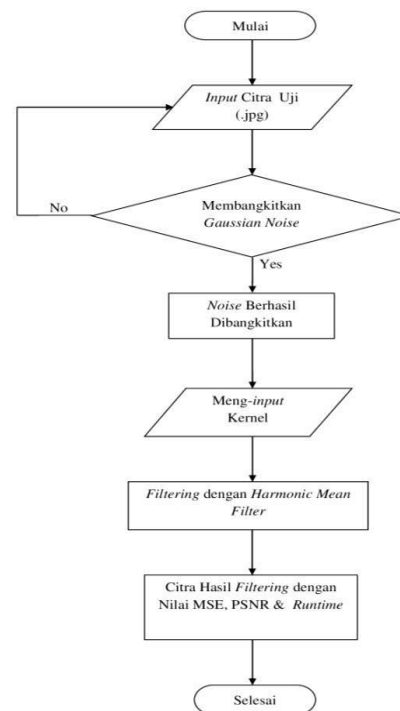 Mulai
Input Citra Uji
(.jpg)
Membangkitkan
Gaussian Noise
No
Yes
Noise Berhasil
Dibangkitkan
Meng-input
Kernel
Filtering dengan Harmonic Mean
Filter
Citra Hasil Filtering dengan
Nilai MSE, PSNR & Runtime
Selesai